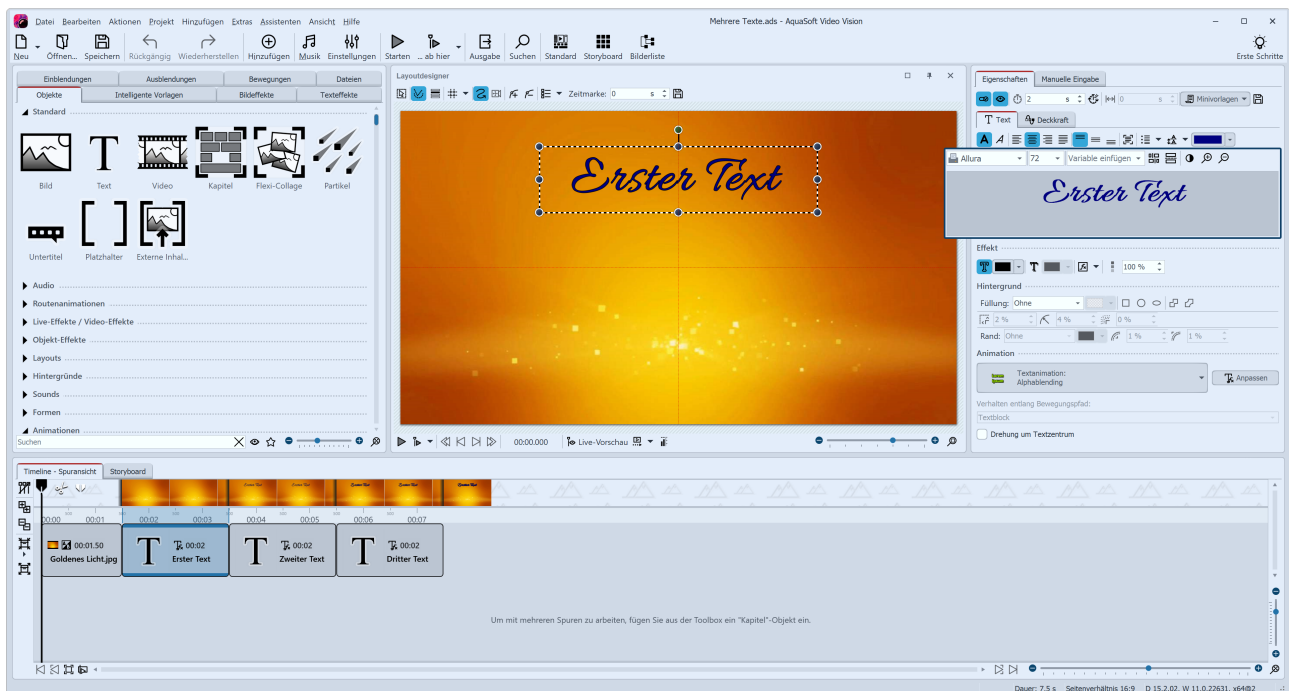 Datei Bearbeiten Aktionen Projekt Hinzufügen Extras Assistenten Ansicht Hilfe
Mehrere Texte.ads - AquaSoft Video Vision
Neu Öffnen... Speichern Rückgängig Wiederherstellen Hinzufügen Musik Einstellungen Starten ... ab hier Ausgabe Suchen Standard Storyboard Bilderliste Erste Schritte
Einblendungen Ausblendungen Bewegungen Dateien
Objekte Intelligente Vorlagen Bildeffekte Texteffekte
Standard
Bild Text Video Kapitel Flexi-Collage Partikel
Untertitel Platzhalter Externe Inhal...
Audio
Routenanimationen
Live-Effekte / Video-Effekte
Objekt-Effekte
Layouts
Hintergründe
Sounds
Formen
Animationen
Suchen
Layoutdesigner
Zeitmarke: 0 s
Erster Text
00:00.000 Live-Vorschau
Eigenschaften Manuelle Eingabe
2 s 0 s Minivorlagen
Text Deckkraft
Allura 72 Variable einfügen
Erster Text
Effekt
100 %
Hintergrund
Füllung: Ohne
2 % 4 % 0 %
Rand: Ohne 1 % 1 %
Animation
Textanimation:
Alphablending
Anpassen
Verhalten entlang Bewegungspfad:
Textblock
Drehung um Textzentrum
Timeline - Spuransicht Storyboard
00:00 00:01 00:02 00:03 00:04 00:05 00:06 00:07
00:01.50 00:02 00:02 00:02
Goldenes Licht.jpg Erster Text Zweiter Text Dritter Text
Um mit mehreren Spuren zu arbeiten, fügen Sie aus der Toolbox ein "Kapitel"-Objekt ein.
Dauer: 7.5 s Seitenverhältnis 16:9 D 15.2.02, W 11.0.22631, x64@2